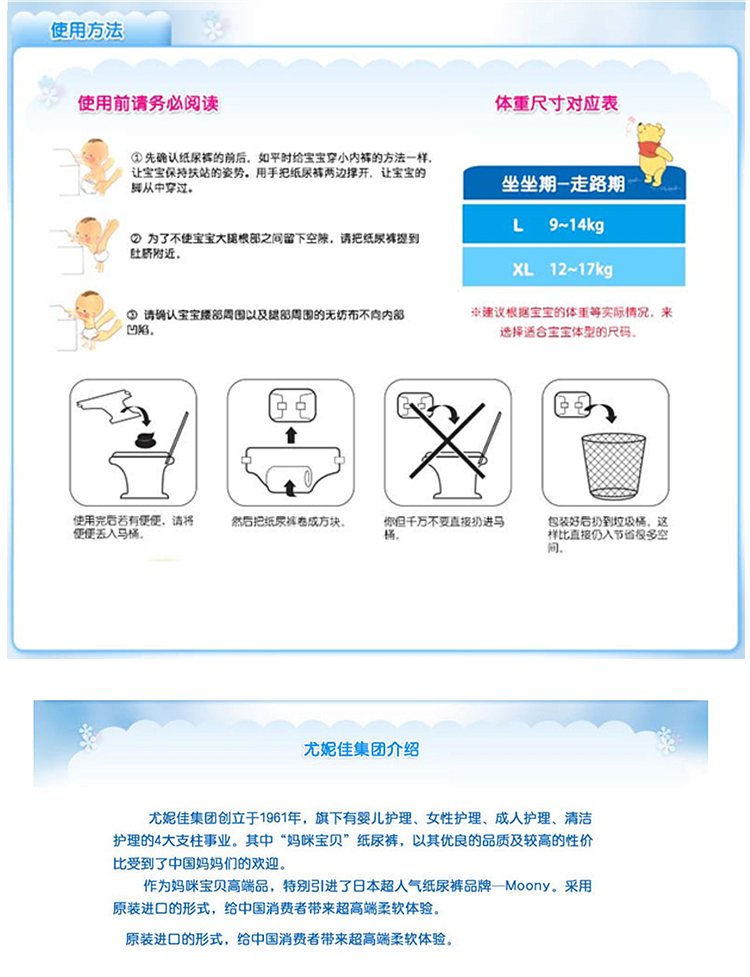 使用方法
使用前请务必阅读
①先确认纸尿裤的前后，如平时给宝宝穿小内裤的方法一样，
让宝宝保持扶站的姿势。用手把纸尿裤两边撑开，让宝宝的
脚从中穿过。
② 为了不使宝宝大腿根部之间留下空隙，请把纸尿裤提到
肚脐附近。
③ 请确认宝宝腰部周围以及腿部周围的无纺布不向内部
凹陷。
体重尺寸对应表
坐坐期—走路期
L 9~14kg
XL 12~17kg
※建议根据宝宝的体重等实际情况，来
选择适合宝宝体型的尺码。
使用完后若有便便，请将
便便丢入马桶。
然后把纸尿裤卷成方块。
你但千万不要直接扔进马
桶。
包装好后扔到垃圾桶。这
样比直接仍入节省很多空
间。
尤妮佳集团介绍
尤妮佳集团创立于1961年，旗下有婴儿护理、女性护理、成人护理、清洁
护理的4大支柱事业。其中“妈咪宝贝”纸尿裤，以其优良的品质及较高的性价
比受到了中国妈妈们的欢迎。
作为妈咪宝贝高端品，特别引进了日本超人气纸尿裤品牌—Moony。采用
原装进口的形式，给中国消费者带来超高端柔软体验。
原装进口的形式，给中国消费者带来超高端柔软体验。